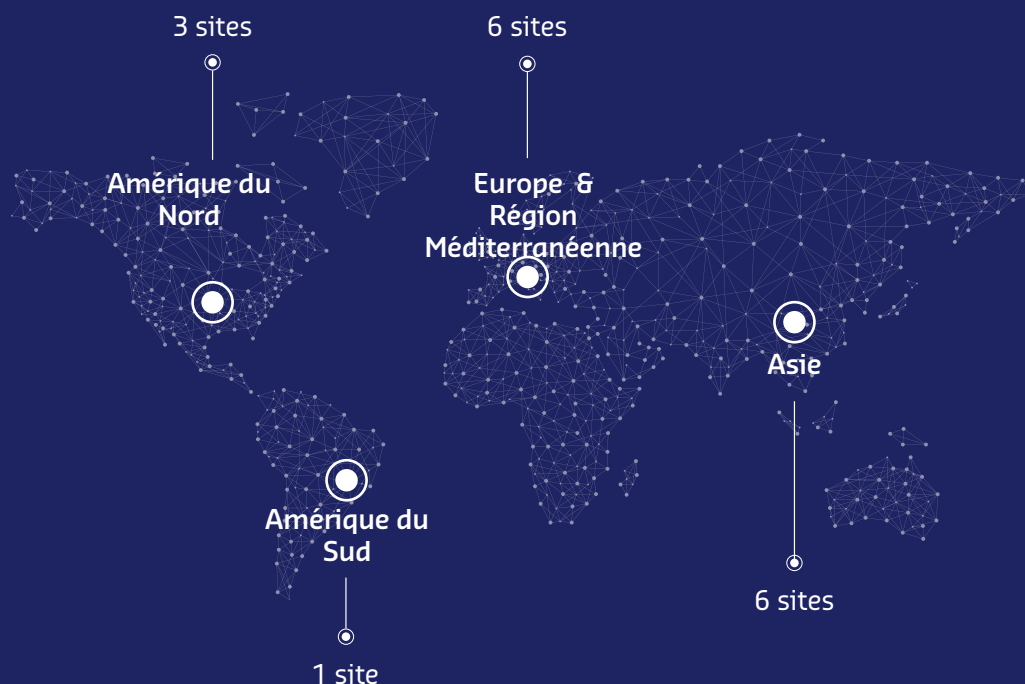 3 sites
6 sites
Amérique du
Nord
Europe &
Région
Méditerranéenne
Asie
Amérique du
Sud
6 sites
1 site